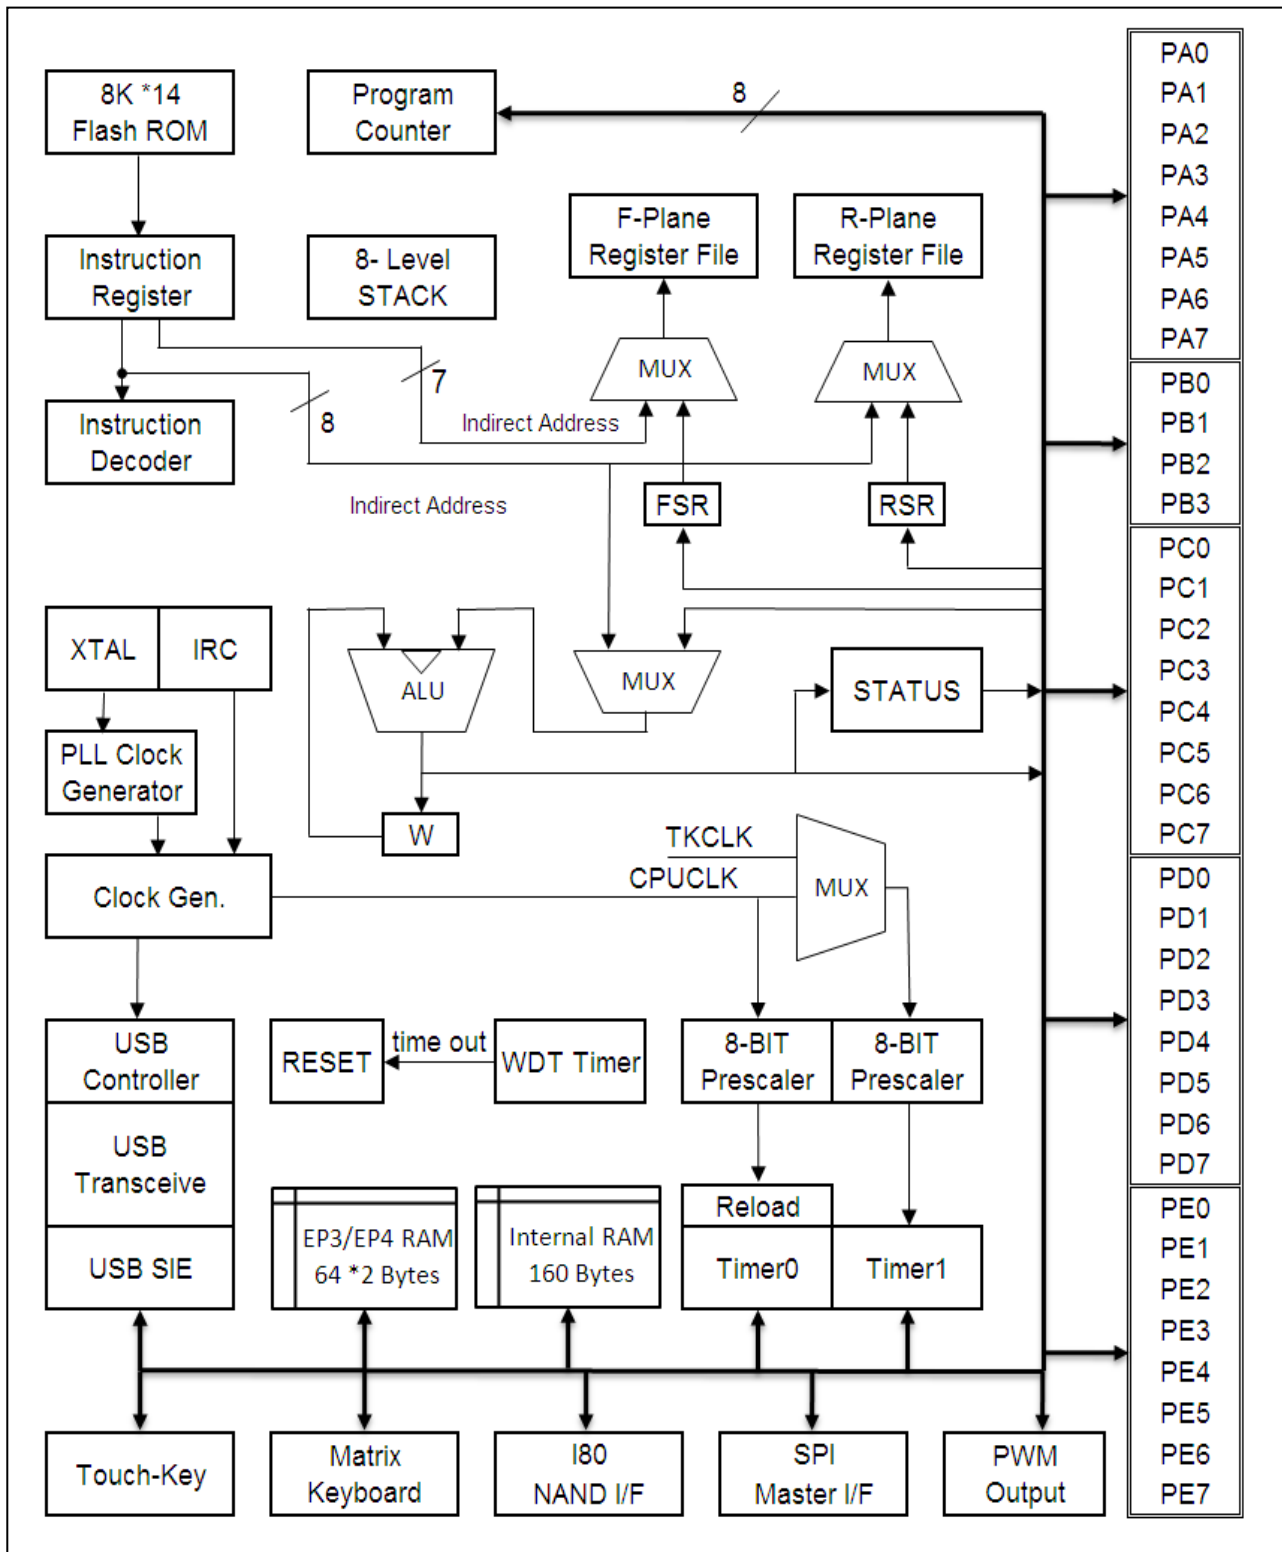 8K *14
Flash ROM
Program
Counter
8
F-Plane
Register File
R-Plane
Register File
Instruction
Register
8- Level
STACK
MUX
MUX
7
8
Indirect Address
Instruction
Decoder
Indirect Address
FSR
RSR
XTAL
IRC
ALU
MUX
STATUS
PLL Clock
Generator
W
TKCLK
CPUCLK
MUX
Clock Gen.
USB
Controller
RESET
time out
WDT Timer
8-BIT
Prescaler
8-BIT
Prescaler
USB
Transceive
USB SIE
EP3/EP4 RAM
64 *2 Bytes
Internal RAM
160 Bytes
Reload
Timer0
Timer1
Touch-Key
Matrix
Keyboard
I80
NAND I/F
SPI
Master I/F
PWM
Output
PA0
PA1
PA2
PA3
PA4
PA5
PA6
PA7
PB0
PB1
PB2
PB3
PC0
PC1
PC2
PC3
PC4
PC5
PC6
PC7
PD0
PD1
PD2
PD3
PD4
PD5
PD6
PD7
PE0
PE1
PE2
PE3
PE4
PE5
PE6
PE7